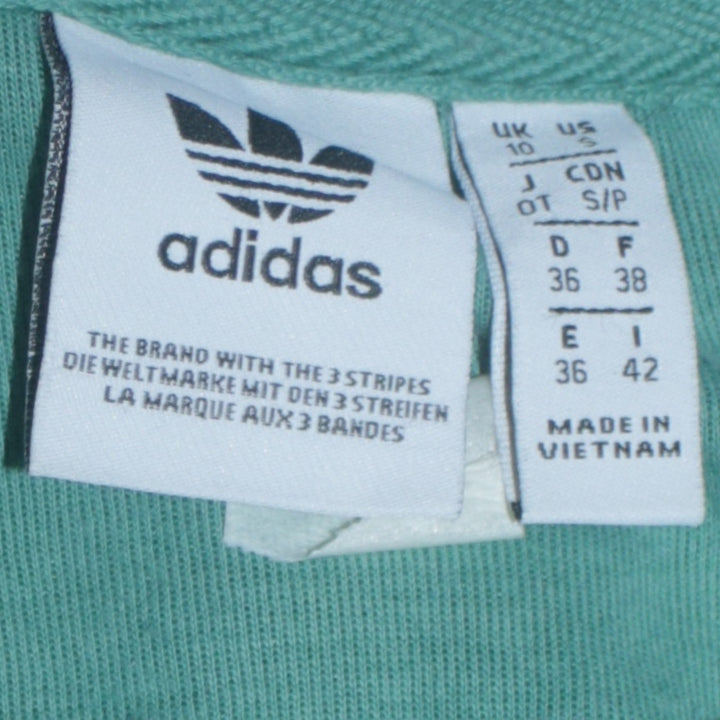 adidas
THE BRAND WITH THE 3 STRIPES
DIE WELTMARKE MIT DEN 3 STREIFEN
LA MARQUE AUX 3 BANDES
UK US
10 S
J CDN
OT S/P
D F
36 38
E I
36 42
MADE IN
VIETNAM